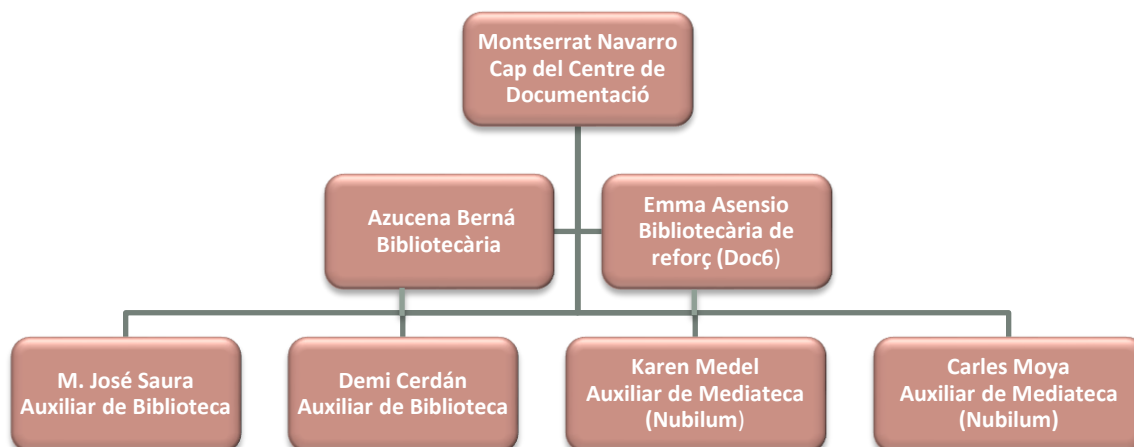 Montserrat Navarro
Cap del Centre de
Documentació
Azucena Berná
Bibliotecària
Emma Asensio
Bibliotecària de
reforç (Doc6)
M. José Saura
Auxiliar de Biblioteca
Demi Cerdán
Auxiliar de Biblioteca
Karen Medel
Auxiliar de Mediateca
(Nubilum)
Carles Moya
Auxiliar de Mediateca
(Nubilum)